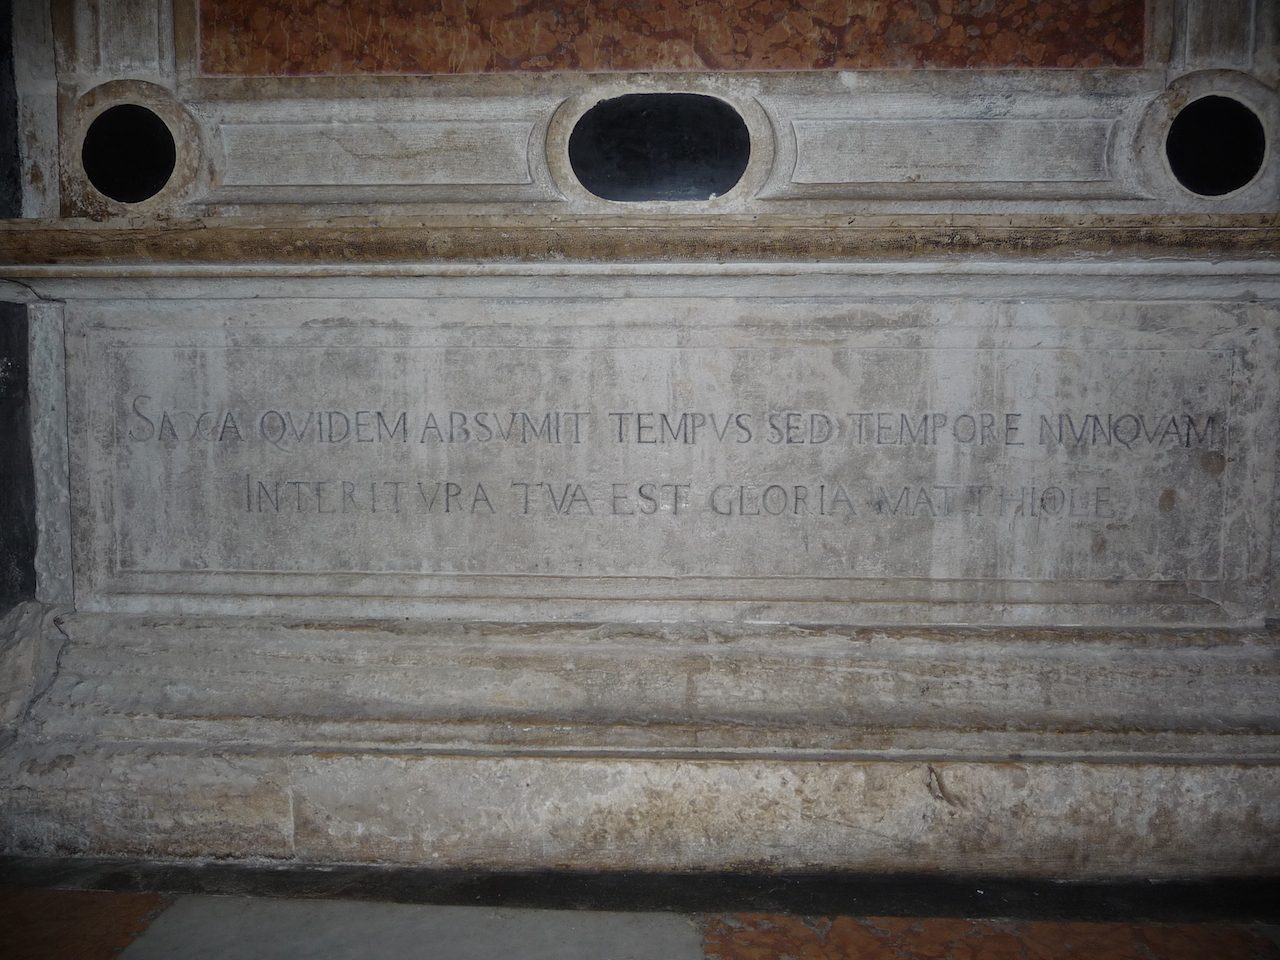 SAXA QVIDEM ABSVMIT TEMPVS SED TEMPORE NVNQVAM
INTERITVRA TVA EST GLORIA MATTHIOLE